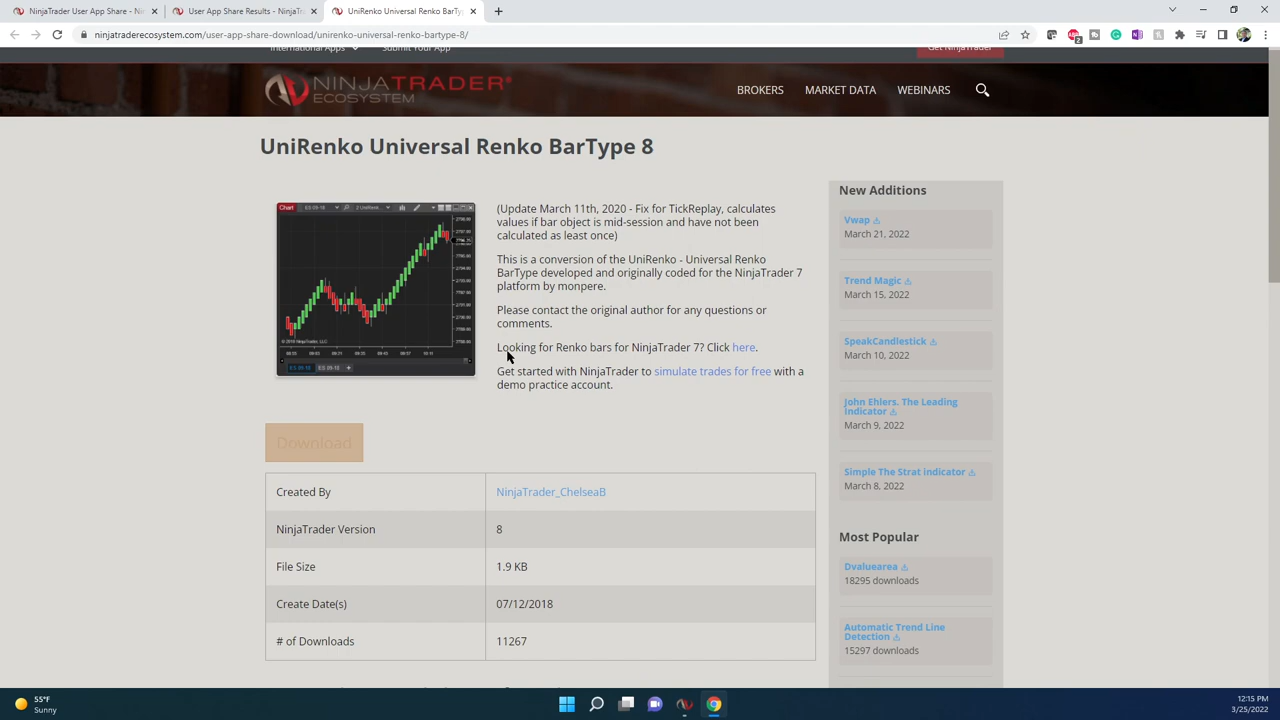 NinjaTrader User App Share - Nin
User App Share Results - NinjaTra
UniRenko Universal Renko BarTyp
ninjatraderecosystem.com/user-app-share-download/unirenko-universal-renko-bartype-8/
2
International Apps
Submit Your App
Get NinjaTrader
NINJATRADER®
ECOSYSTEM
BROKERS
MARKET DATA
WEBINARS
UniRenko Universal Renko BarType 8
Chart
ES 09-18
(Update March 11th, 2020 - Fix for TickReplay, calculates
values if bar object is mid-session and have not been
calculated as least once)
This is a conversion of the UniRenko - Universal Renko
BarType developed and originally coded for the NinjaTrader 7
platform by monpere.
Please contact the original author for any questions or
comments.
Looking for Renko bars for NinjaTrader 7? Click here.
Get started with NinjaTrader to simulate trades for free with a
demo practice account.
Download
Created By NinjaTrader_ChelseaB
NinjaTrader Version 8
File Size 1.9 KB
Create Date(s) 07/12/2018
# of Downloads 11267
New Additions
Vwap
March 21, 2022
Trend Magic
March 15, 2022
SpeakCandlestick
March 10, 2022
John Ehlers. The Leading
Indicator
March 9, 2022
Simple The Strat indicator
March 8, 2022
Most Popular
Dvaluearea
18295 downloads
Automatic Trend Line
Detection
15297 downloads
55°F
Sunny
12:15 PM
3/25/2022